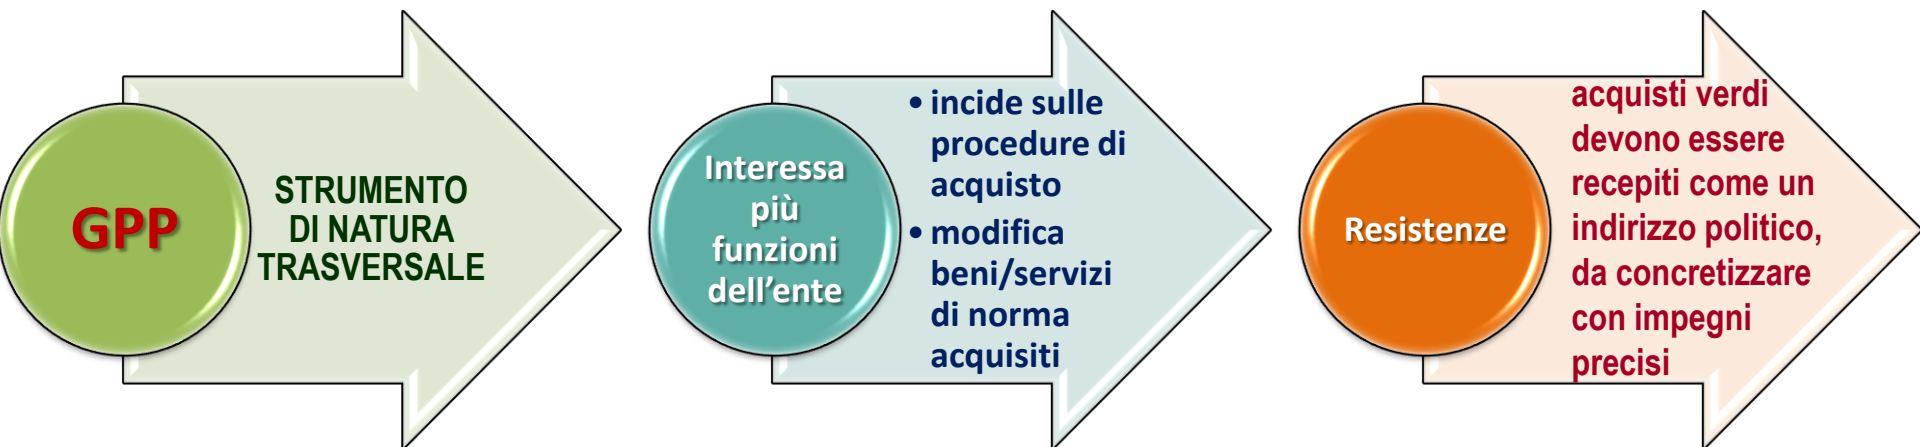 GPP
STRUMENTO
DI NATURA
TRASVERSALE
Interessa
più
funzioni
dell’ente
• incide sulle
procedure di
acquisto
• modifica
beni/servizi
di norma
acquisiti
Resistenze
acquisti verdi
devono essere
recepiti come un
indirizzo politico,
da concretizzare
con impegni
precisi